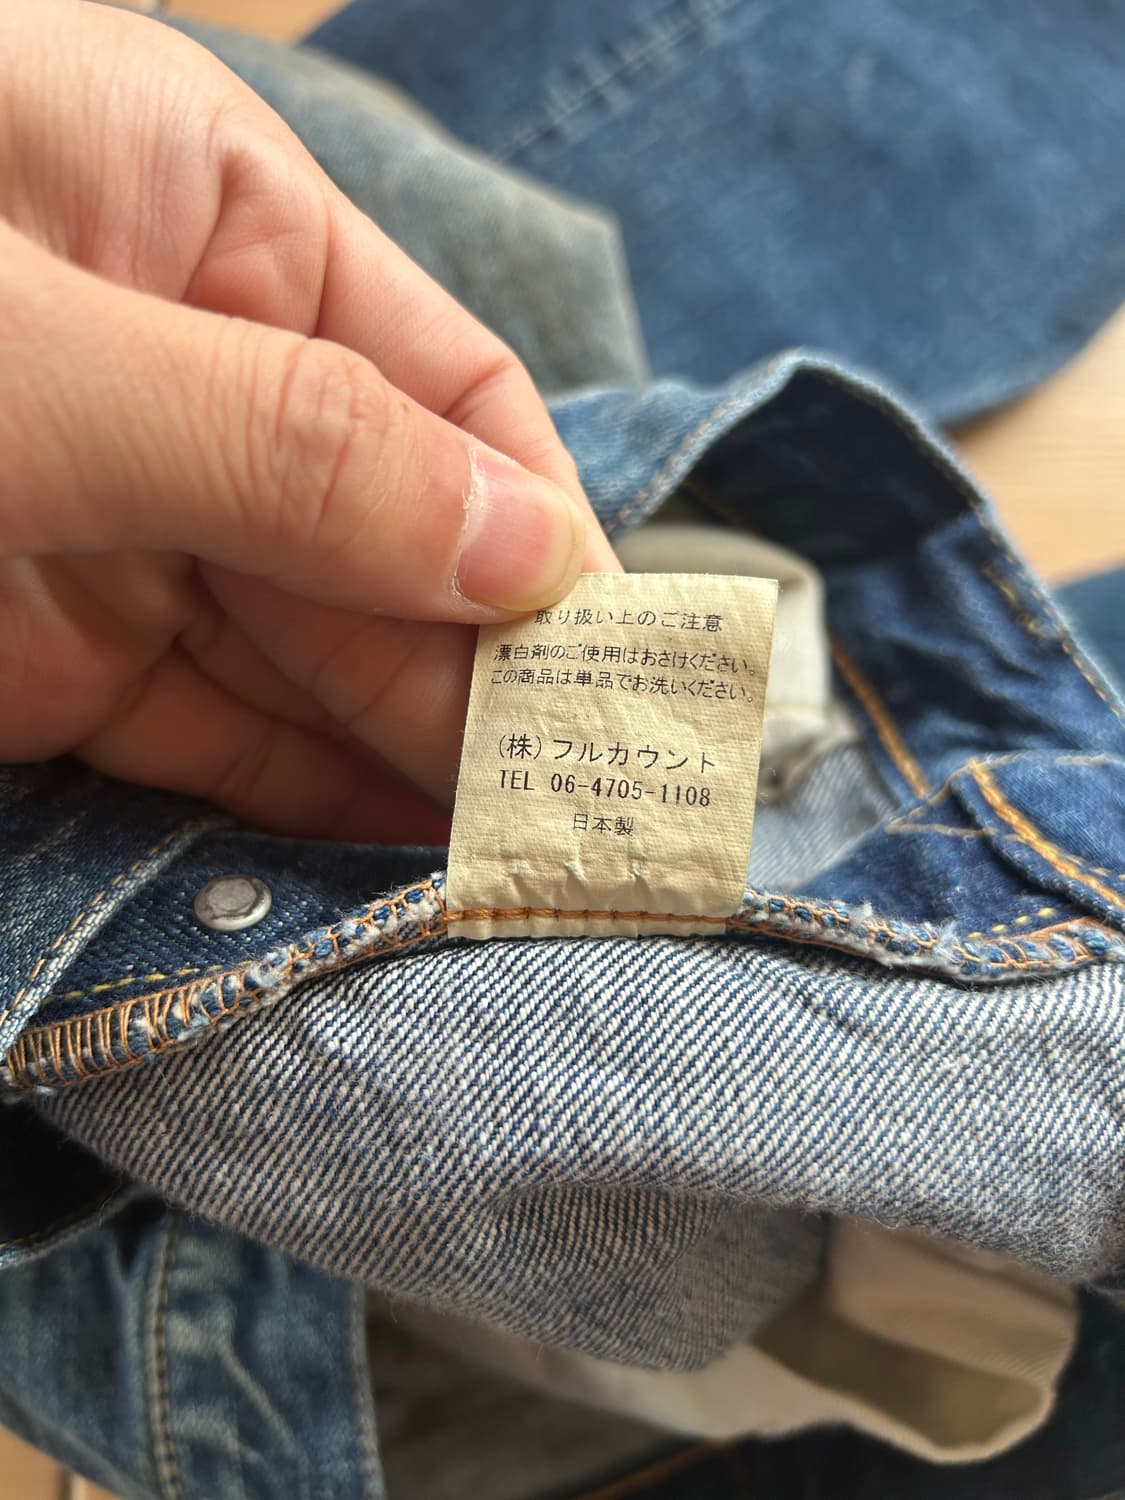 取り扱い上のご注意
漂白剤のご使用はおさけください。
この商品は単品でお洗いください。
(株)フルカウント
TEL 06-4705-1108
日本製